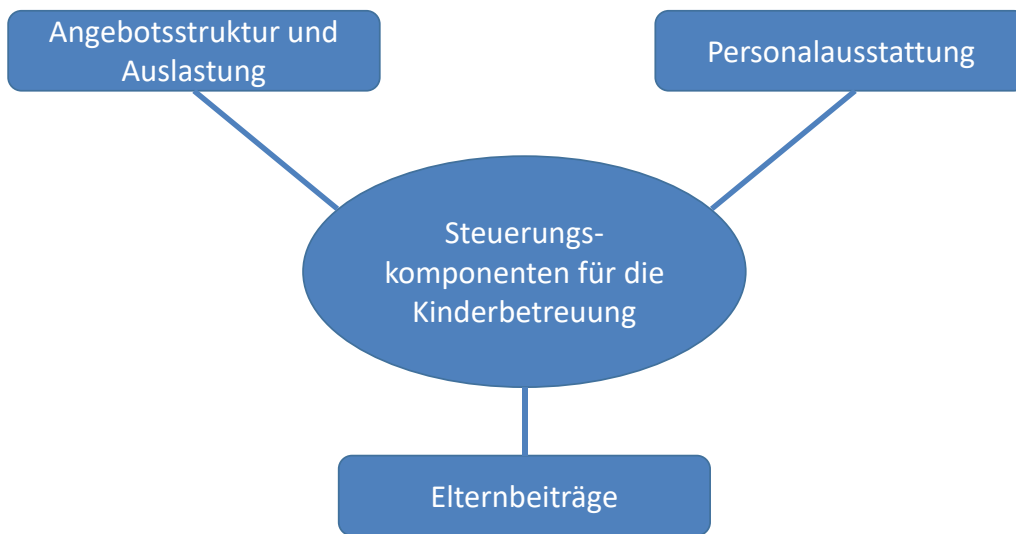 Angebotsstruktur und
Auslastung
Personalausstattung
Steuerungs-
komponenten für die
Kinderbetreuung
Elternbeiträge